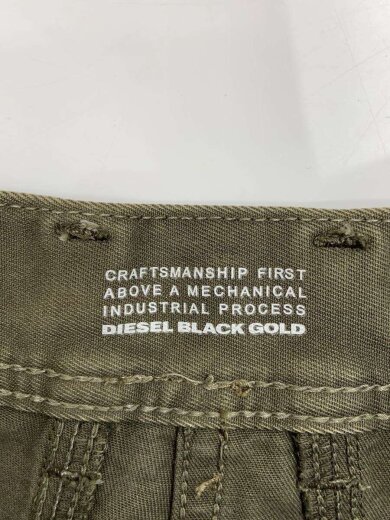 CRAFTSMANSHIP FIRST
ABOVE A MECHANICAL
INDUSTRIAL PROCESS
DIESEL BLACK GOLD